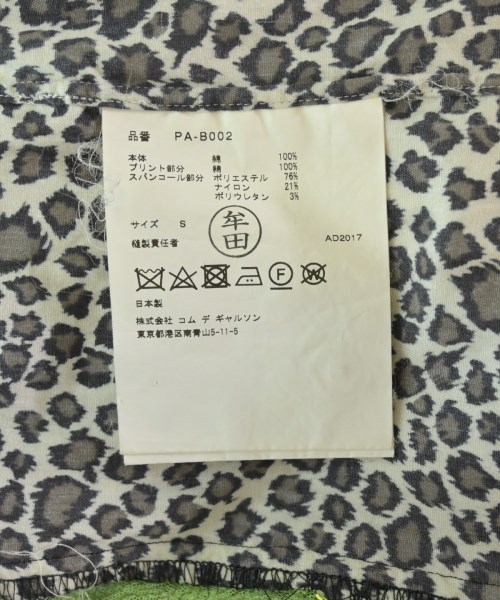 品番 PA-B002
本体 綿 100%
プリント部分 綿 100%
スパンコール部分 ポリエステル 76%
ナイロン 21%
ポリウレタン 3%
サイズ S
牟田
縫製責任者 AD2017
F W
日本製
株式会社 コム デ ギャルソン
東京都港区南青山5-11-5